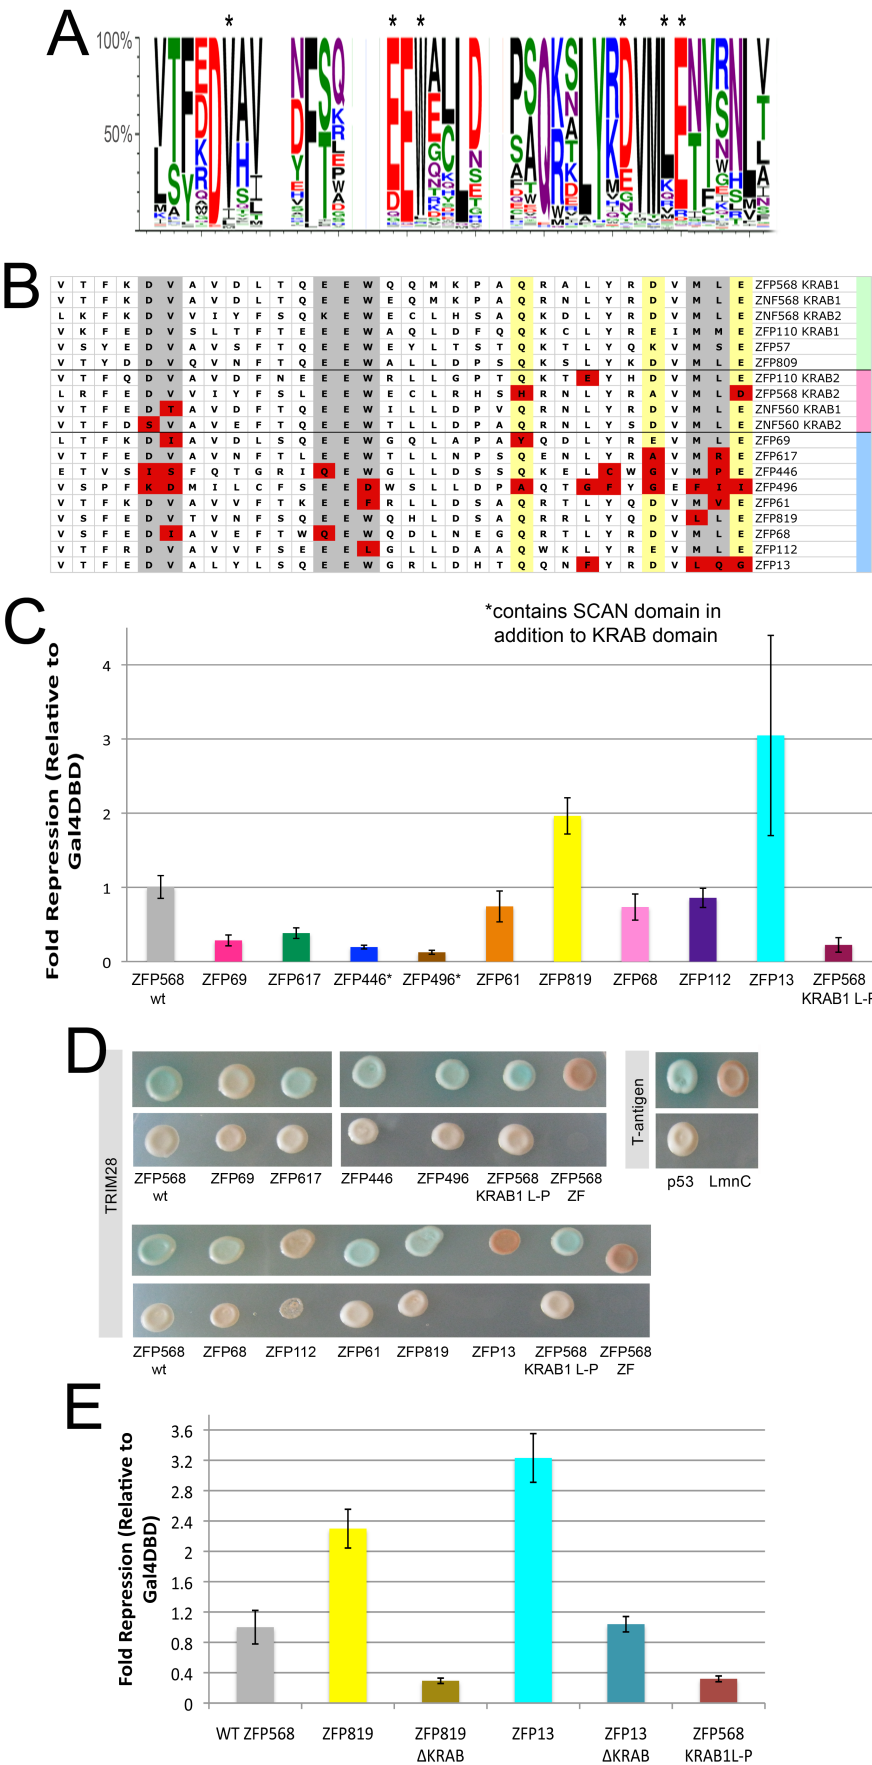 A
* * * * * *
100%
50%
B
V T F K D V A V D L T Q E E W Q Q M K P A Q R A L Y R D V M L E ZFP568 KRAB1
V T F K D V A V D L T Q E E W E Q M K P A Q R N L Y R D V M L E ZNF568 KRAB1
L K F K D V V I Y F S Q K E W E C L H S A Q K D L Y R D V M L E ZNF568 KRAB2
V K F E D V S L T F T E E E W A Q L D F Q Q K C L Y R E I M M E ZFP110 KRAB1
V S Y E D V A V S F T Q E E W E Y L T S T Q K T L Y Q K V M S E ZFP57
V T Y D D V Q V N F T Q E E W A L L D P S Q K S L Y K D V M L E ZFP809
V T F Q D V A V D F N E E E W R L L G P T Q K T E Y H D V M L E ZFP110 KRAB2
L R F E D V V I Y F S L E E W E C L R H S H R N L Y R A V M L D ZFP568 KRAB2
V T F E D T A V D F T Q E E W I L L D P V Q R N L Y R D V M L E ZNF560 KRAB1
V T F D S V A V E F T Q E E W T L L D P A Q R N L Y R D V M L E ZNF560 KRAB2
L T F K D I A V D L S Q E E W G Q L A P A Y Q D L Y R E V M L E ZFP69
V T F E D V A V N F T L E E W T L L N P S Q E N L Y R A V M R E ZFP617
E T V S I S F Q T G R I Q E W G L L D S S Q K E L C W G V M P E ZFP446
V S P F K D M I L C F S E E D W S L L D P A Q T G F Y G E F I I ZFP496
V T F K D V A V V F T K E E F R L L D S A Q R T L Y Q D V M V E ZFP61
V S F E D V T V N F S Q E E W Q H L D S A Q R R L Y Q D V L L E ZFP819
V S F E D I A V E F T W Q E W Q D L N E G Q R T L Y R D V M L E ZFP68
V T F R D V A V V F S E E E L G L L D A A Q W K L Y R E V M L E ZFP112
V T F E D V A L Y L S Q E E W G R L D H T Q Q N F Y R D V L Q G ZFP13
C
*contains SCAN domain in
addition to KRAB domain
Fold Repression (Relative to
Gal4DBD)
4
3
2
1
0
ZFP568 ZFP69 ZFP617 ZFP446* ZFP496* ZFP61 ZFP819 ZFP68 ZFP112 ZFP13 ZFP568
wt KRAB1 L-P
D
TRIM28
T-antigen
ZFP568 ZFP69 ZFP617 ZFP446 ZFP496 ZFP568 ZFP568
wt KRAB1 L-P ZF
p53 LmnC
ZFP568 ZFP68 ZFP112 ZFP61 ZFP819 ZFP13 ZFP568 ZFP568
wt KRAB1 L-P ZF
E
Fold Repression (Relative to
Gal4DBD)
3.6
3.2
2.8
2.4
2
1.6
1.2
0.8
0.4
0
WT ZFP568 ZFP819 ZFP819 ZFP13 ZFP13 ZFP568
ΔKRAB ΔKRAB KRAB1L-P